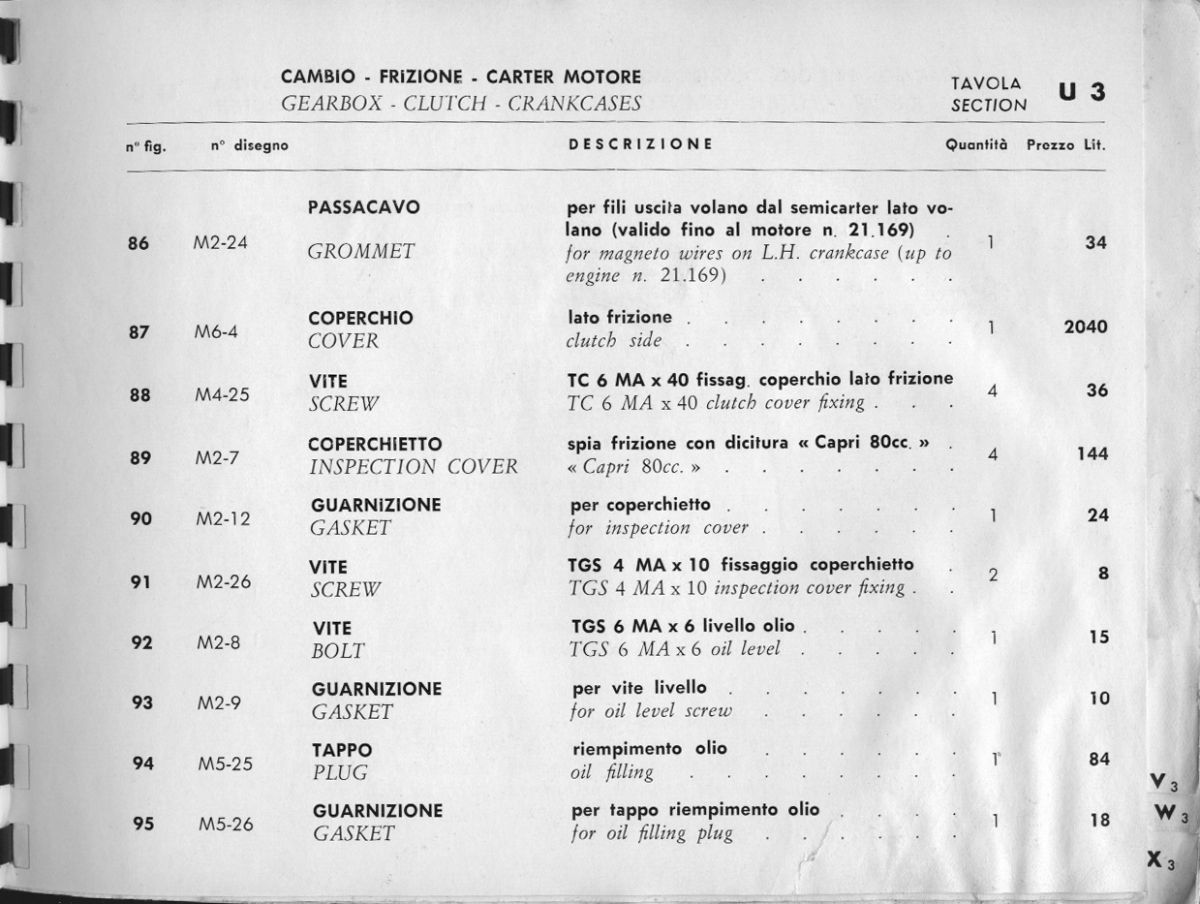 CAMBIO - FRIZIONE - CARTER MOTORE
GEARBOX - CLUTCH - CRANKCASES
TAVOLA
SECTION
U 3
n° fig. n° disegno DESCRIZIONE Quantità Prezzo Lit.
PASSACAVO per fili uscita volano dal semicarter lato vo-
lano (valido fino al motore n. 21.169) .
86 M2-24 GROMMET for magneto wires on L.H. crankcase (up to 1 34
engine n. 21.169) . . . . . .
COPERCHIO lato frizione . . . . . . . .
87 M6-4 1 2040
COVER clutch side . . . . . . . .
VITE TC 6 MA x 40 fissag. coperchio lato frizione
88 M4-25 4 36
SCREW TC 6 MA x 40 clutch cover fixing . . .
COPERCHIETTO spia frizione con dicitura « Capri 80cc. » .
89 M2-7 4 144
INSPECTION COVER « Capri 80cc. » . . . . . . .
GUARNIZIONE per coperchietto . . . . . . .
90 M2-12 1 24
GASKET for inspection cover . . . . . .
VITE TGS 4 MA x 10 fissaggio coperchietto .
91 M2-26 2 8
SCREW TGS 4 MA x 10 inspection cover fixing . .
VITE TGS 6 MA x 6 livello olio . . . . .
92 M2-8 1 15
BOLT TGS 6 MA x 6 oil level . . . . .
GUARNIZIONE per vite livello . . . . . . .
93 M2-9 1 10
GASKET for oil level screw . . . . . .
TAPPO riempimento olio . . . . . .
94 M5-25 1 84
PLUG oil filling . . . . . . . .
GUARNIZIONE per tappo riempimento olio . . . .
95 M5-26 1 18
GASKET for oil filling plug . . . . . .
V 3
W 3
X 3